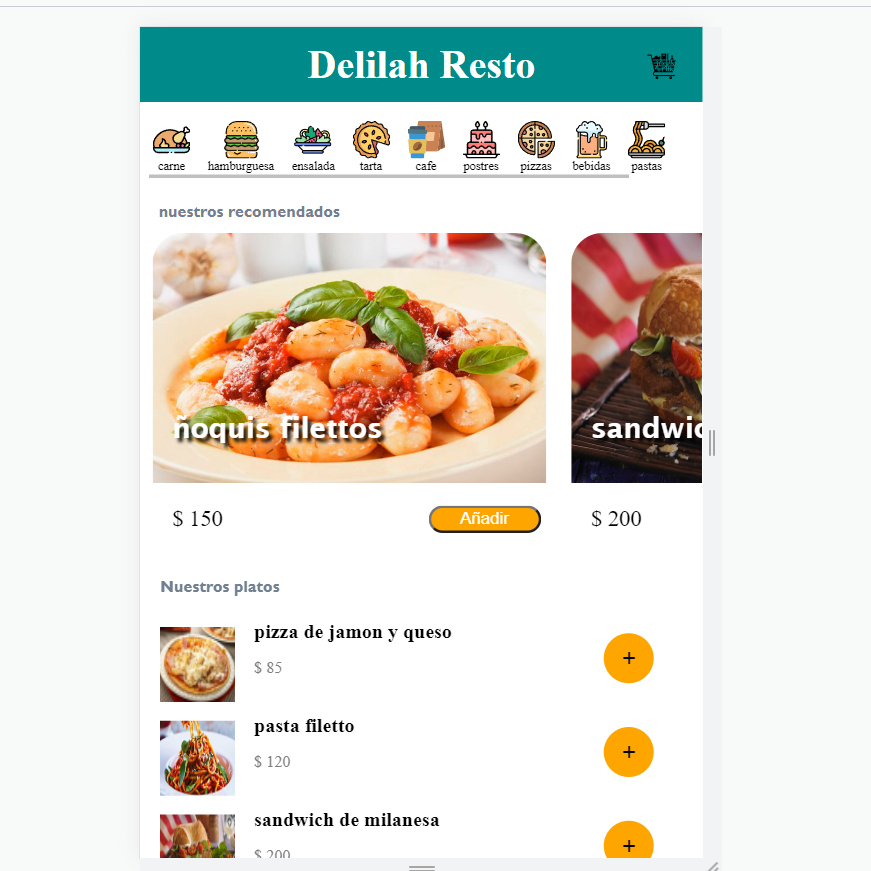 Delilah Resto
carne hamburguesa ensalada tarta cafe postres pizzas bebidas pastas
nuestros recomendados
ñoquis filettos
sandwic
$ 150 Añadir $ 200
Nuestros platos
pizza de jamon y queso
$ 85
+
pasta filetto
$ 120
+
sandwich de milanesa
$ 200
+